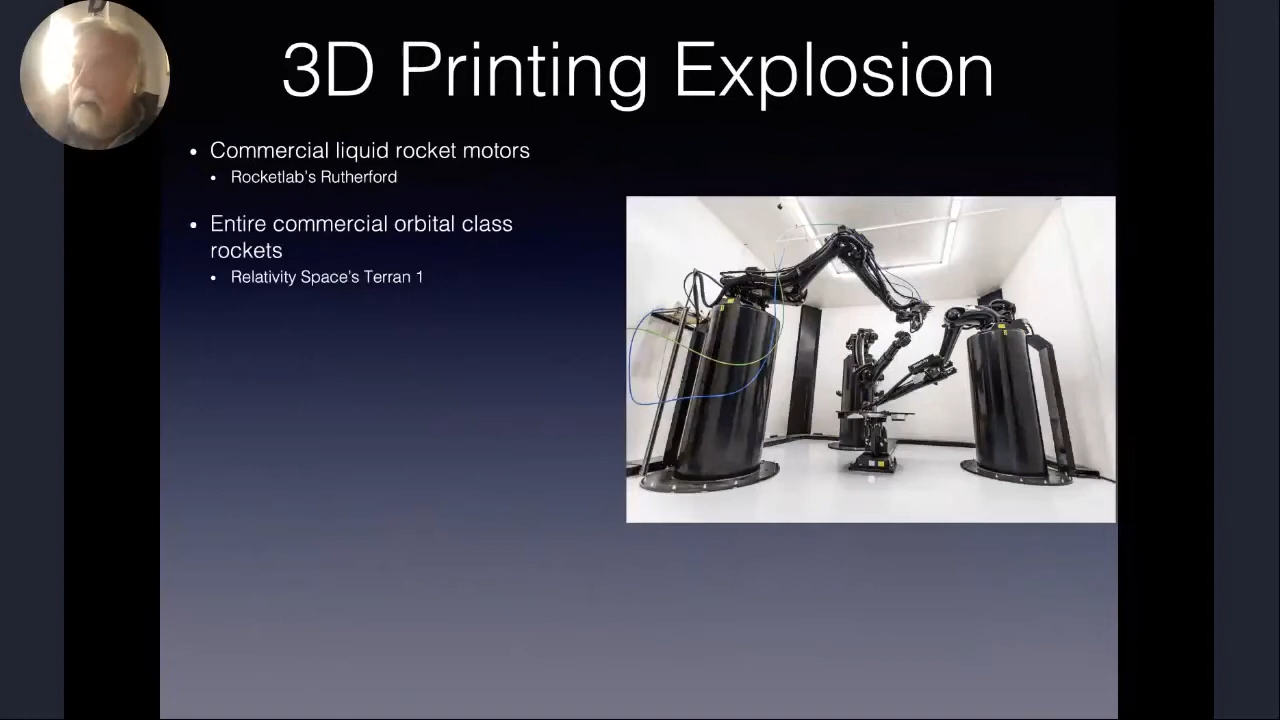 3D Printing Explosion
• Commercial liquid rocket motors
• Rocketlab's Rutherford
• Entire commercial orbital class
rockets
• Relativity Space's Terran 1